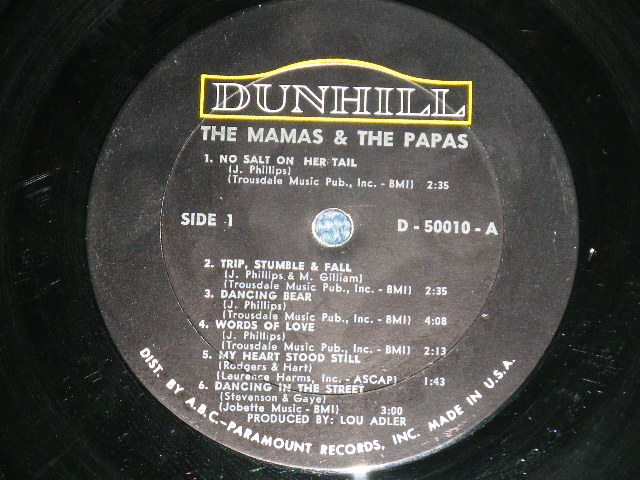 DUNHILL
THE MAMAS & THE PAPAS
1. NO SALT ON HER TAIL
(J. Phillips)
(Trousdale Music Pub., Inc. - BMI) 2:35
SIDE 1 D - 50010 - A
2. TRIP, STUMBLE & FALL
(J. Phillips & M. Gilliam)
(Trousdale Music Pub., Inc. - BMI) 2:35
3. DANCING BEAR
(J. Phillips)
(Trousdale Music Pub., Inc. - BMI) 4:08
4. WORDS OF LOVE
(J. Phillips)
(Trousdale Music Pub., Inc. - BMI) 2:13
5. MY HEART STOOD STILL
(Rodgers & Hart)
(Laurence Harms, Inc. - ASCAP) 1:43
6. DANCING IN THE STREET
(Stevenson & Gaye)
(Jobette Music - BMI) 3:00
PRODUCED BY: LOU ADLER
DIST. BY A.B.C.-PARAMOUNT RECORDS, INC. MADE IN U.S.A.